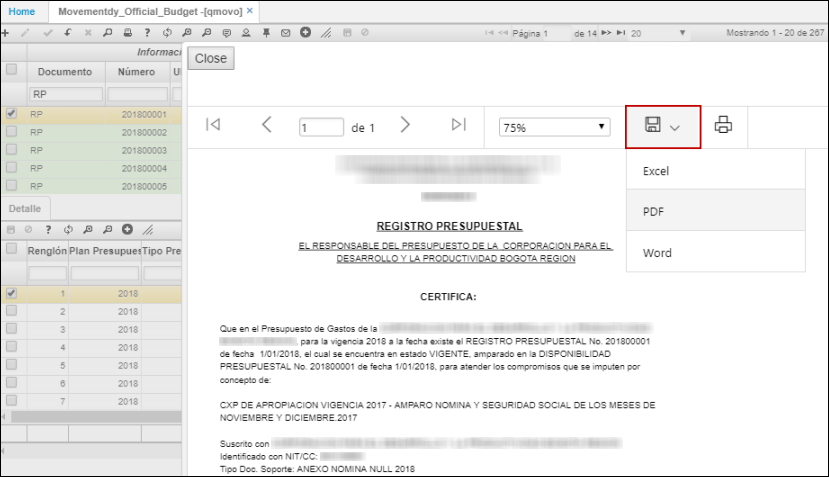 Home Movementdy_Official_Budget -[qmovo] ×
Página 1 de 14 20 Mostrando 1 - 20 de 267
Informaci
Documento Número U
RP
RP 201800001
RP 201800002
RP 201800003
RP 201800004
RP 201800005
Detalle
Renglón Plan Presupues Tipo Pre
1 2018
2 2018
3 2018
4 2018
5 2018
6 2018
7 2018
Close
1 de 1 75%
Excel
PDF
Word
REGISTRO PRESUPUESTAL
EL RESPONSABLE DEL PRESUPUESTO DE LA CORPORACION PARA EL
DESARROLLO Y LA PRODUCTIVIDAD BOGOTA REGION
CERTIFICA:
Que en el Presupuesto de Gastos de la
, para la vigencia 2018 a la fecha existe el REGISTRO PRESUPUESTAL No. 201800001
de fecha 1/01/2018, el cual se encuentra en estado VIGENTE, amparado en la DISPONIBILIDAD
PRESUPUESTAL No. 201800001 de fecha 1/01/2018, para atender los compromisos que se imputen por
concepto de:
CXP DE APROPIACION VIGENCIA 2017 - AMPARO NOMINA Y SEGURIDAD SOCIAL DE LOS MESES DE
NOVIEMBRE Y DICIEMBRE.2017
Suscrito con
Identificado con NIT/CC:
Tipo Doc. Soporte: ANEXO NOMINA NULL 2018